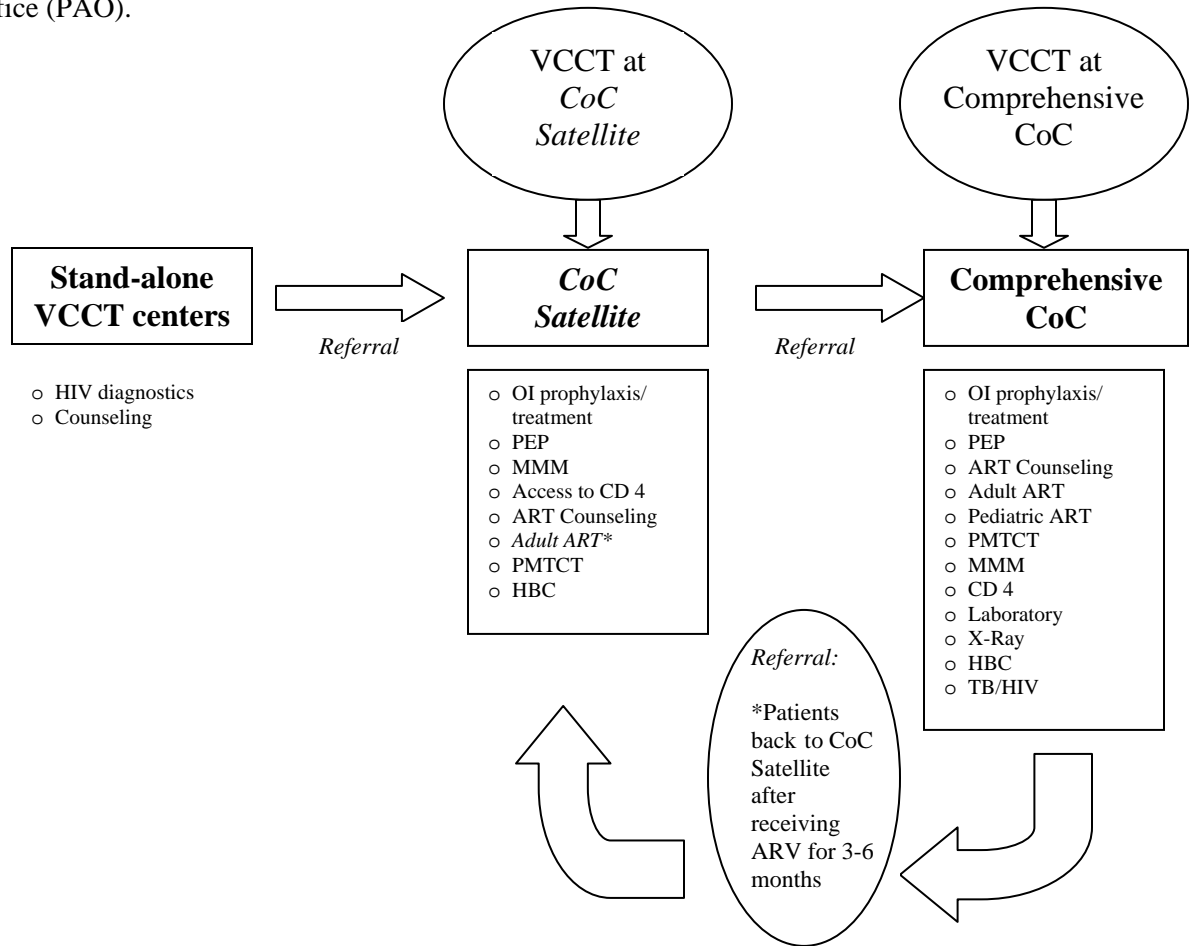 fice (PAO).
VCCT at
CoC
Satellite
VCCT at
Comprehensive
CoC
Stand-alone
VCCT centers
Referral
CoC
Satellite
Referral
Comprehensive
CoC
o HIV diagnostics
o Counseling
o OI prophylaxis/
treatment
o PEP
o MMM
o Access to CD 4
o ART Counseling
o Adult ART*
o PMTCT
o HBC
o OI prophylaxis/
treatment
o PEP
o ART Counseling
o Adult ART
o Pediatric ART
o PMTCT
o MMM
o CD 4
o Laboratory
o X-Ray
o HBC
o TB/HIV
Referral:
*Patients
back to CoC
Satellite
after
receiving
ARV for 3-6
months